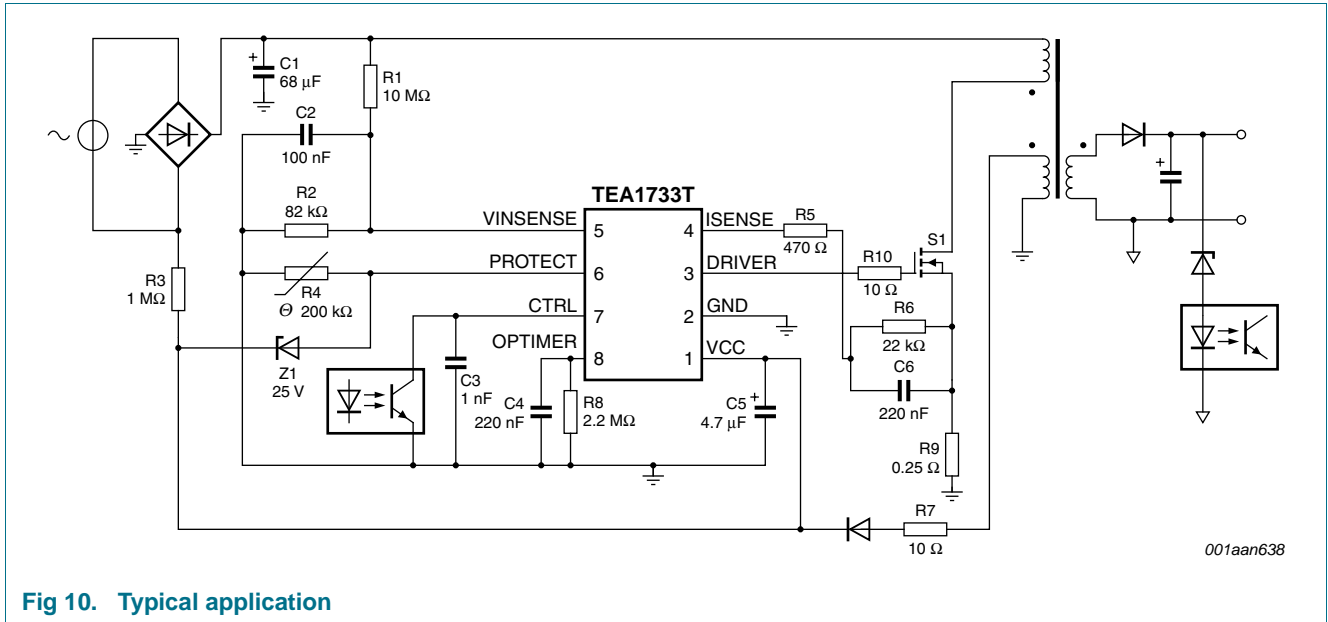 C1
+
68 µF
R1
10 MΩ
C2
100 nF
R2
82 kΩ
R3
1 MΩ
Θ R4
200 kΩ
Z1
25 V
TEA1733T
VINSENSE
5
PROTECT
6
CTRL
7
OPTIMER
8
ISENSE
4
DRIVER
3
GND
2
VCC
1
C3
1 nF
C4
220 nF
R8
2.2 MΩ
C5
+
4.7 µF
R5
470 Ω
R10
10 Ω
S1
R6
22 kΩ
C6
220 nF
R9
0.25 Ω
R7
10 Ω
+
001aan638
Fig 10. Typical application